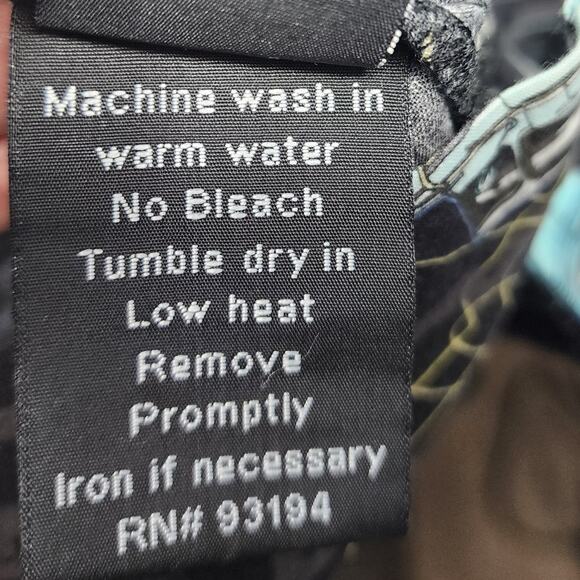 Machine wash in
warm water
No Bleach
Tumble dry in
Low heat
Remove
Promptly
Iron if necessary
RN# 93194